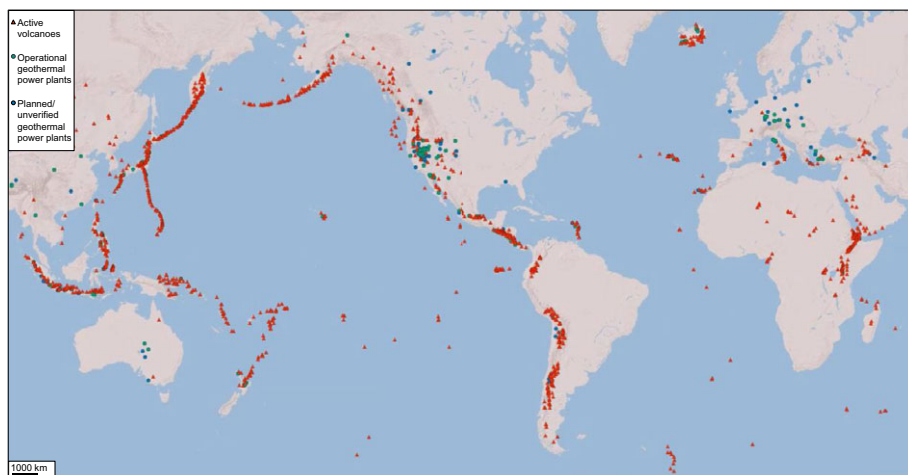 Active
volcanoes
Operational
geothermal
power plants
Planned/
unverified
geothermal
power plants
1000 km